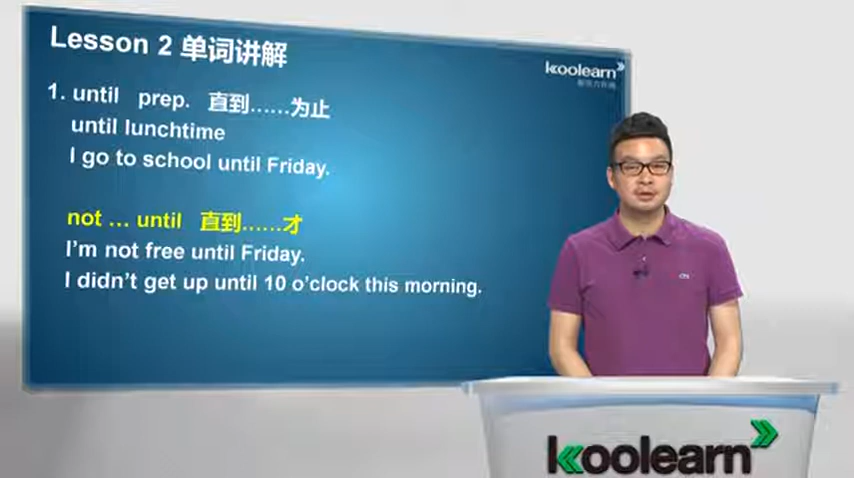 Lesson 2 单词讲解
koolearn
1. until prep. 直到……为止
until lunchtime
I go to school until Friday.
not … until 直到……才
I'm not free until Friday.
I didn't get up until 10 o'clock this morning.
koolearn